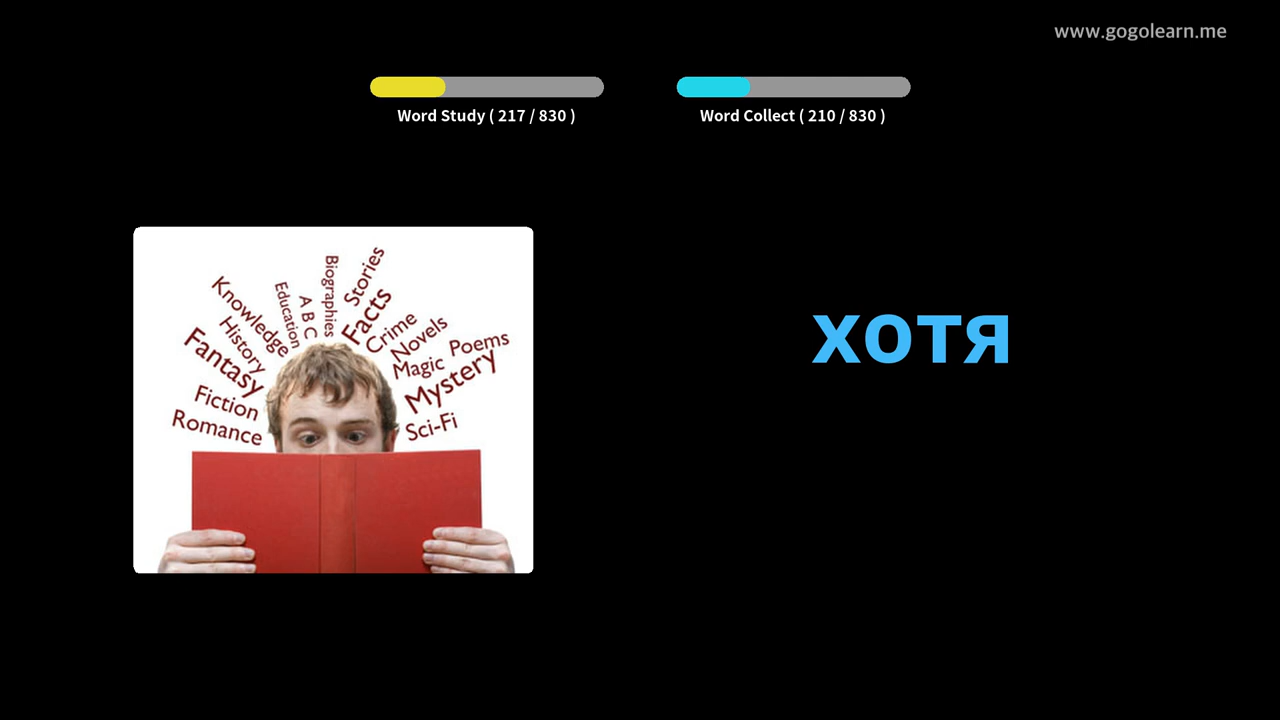 www.gogolearn.me
Word Study ( 217 / 830 )
Word Collect ( 210 / 830 )
Biographies
Stories
Education
A B C
Facts
Knowledge
Crime
History
Novels
Poems
Fantasy
Magic
Mystery
Fiction
Romance
Sci-Fi
хотя